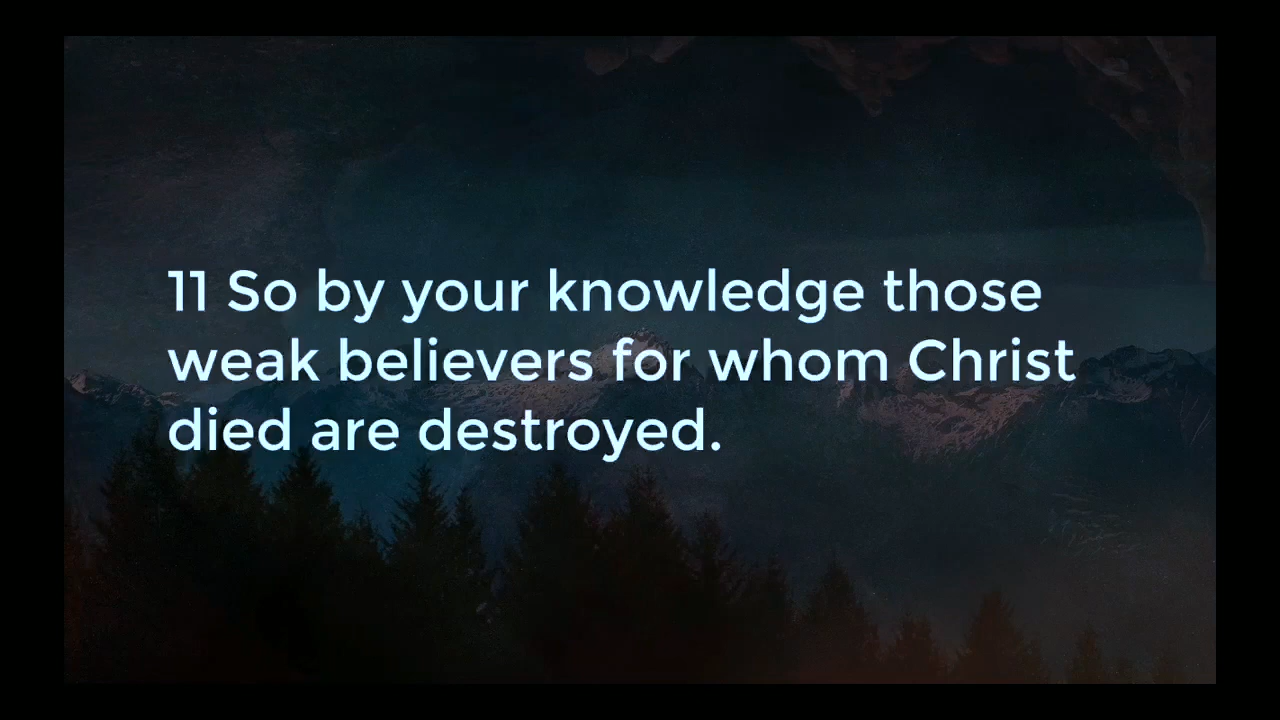 11 So by your knowledge those
weak believers for whom Christ
died are destroyed.